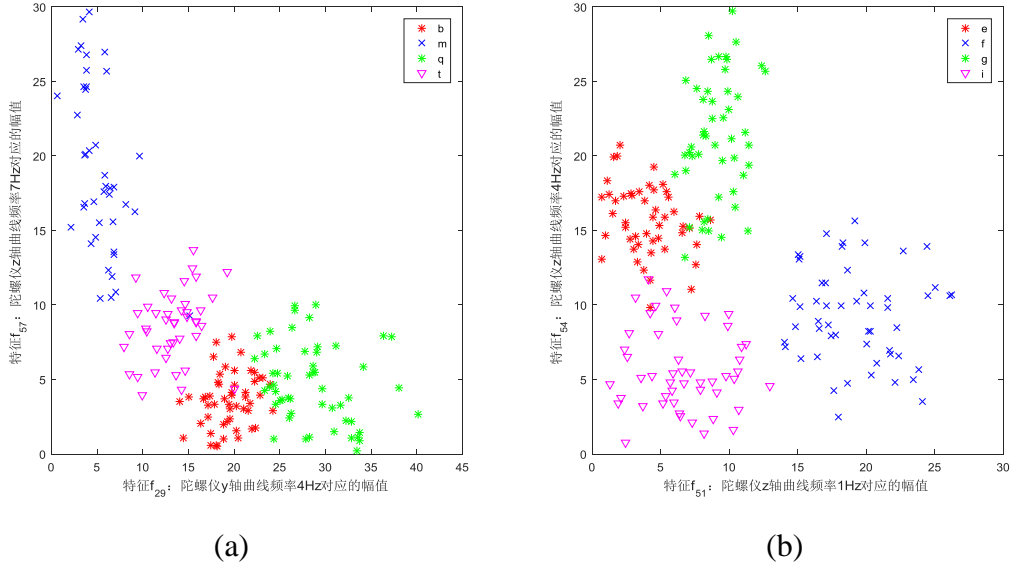 30
25
20
15
10
5
0
0 5 10 15 20 25 30 35 40 45
特征f57：陀螺仪z轴曲线频率7Hz对应的幅值
特征f29：陀螺仪y轴曲线频率4Hz对应的幅值
b
m
q
t
(a)
30
25
20
15
10
5
0
0 5 10 15 20 25 30
特征f54：陀螺仪z轴曲线频率4Hz对应的幅值
特征f51：陀螺仪z轴曲线频率1Hz对应的幅值
e
f
g
i
(b)